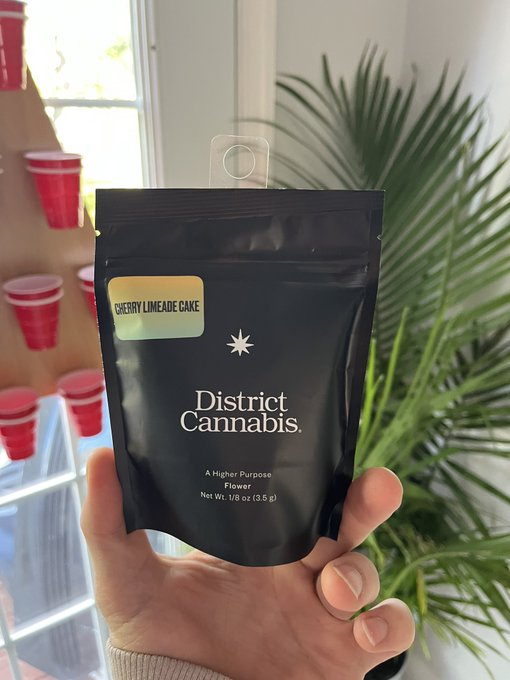 CHERRY LIMEADE CAKE
District
Cannabis.
A Higher Purpose
Flower
Net Wt. 1/8 oz (3.5 g)